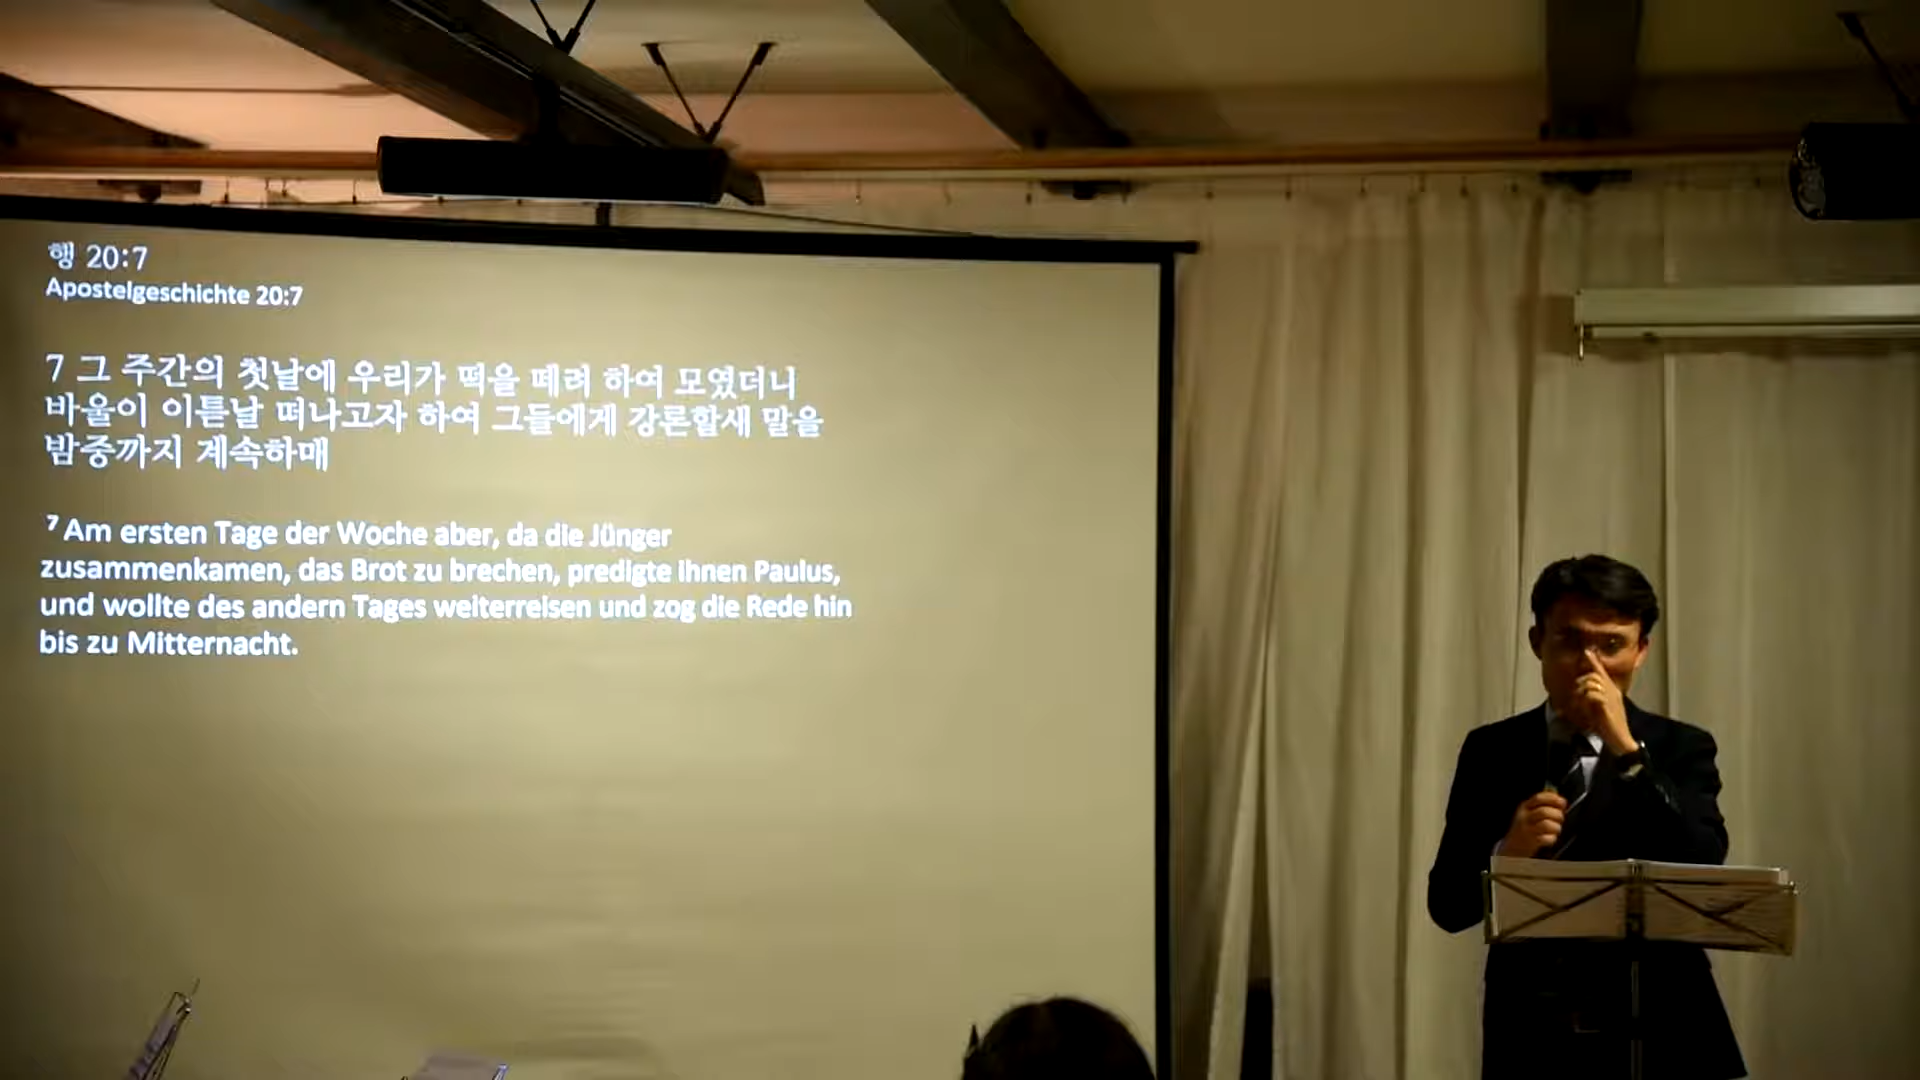 행 20:7
Apostelgeschichte 20:7
7 그 주간의 첫날에 우리가 떡을 떼려 하여 모였더니
바울이 이튿날 떠나고자 하여 그들에게 강론할새 말을
밤중까지 계속하매
7 Am ersten Tage der Woche aber, da die Jünger
zusammenkamen, das Brot zu brechen, predigte ihnen Paulus,
und wollte des andern Tages weiterreisen und zog die Rede hin
bis zu Mitternacht.